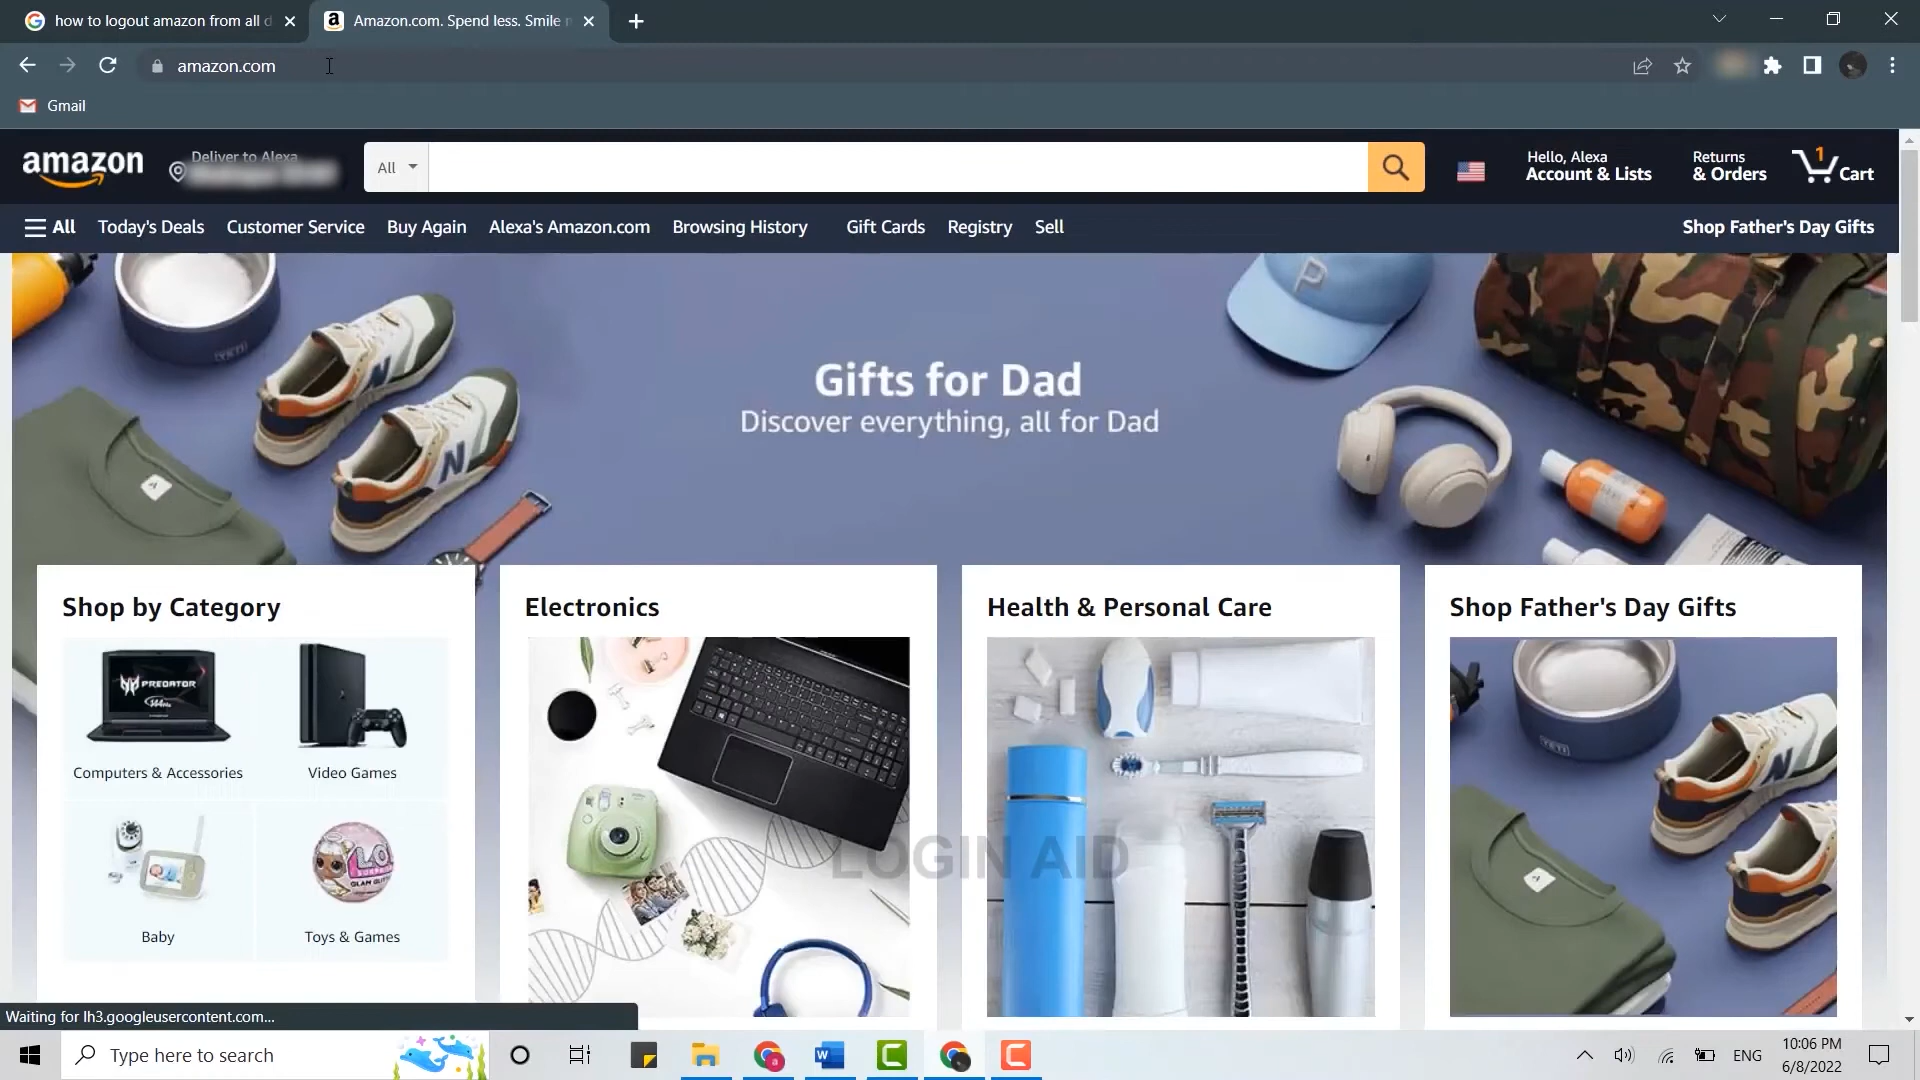 how to logout amazon from all d
Amazon.com. Spend less. Smile m
amazon.com
Gmail
amazon
Deliver to Alexa
All
Hello, Alexa
Account & Lists
Returns
& Orders
1
Cart
All
Today's Deals
Customer Service
Buy Again
Alexa's Amazon.com
Browsing History
Gift Cards
Registry
Sell
Shop Father's Day Gifts
Gifts for Dad
Discover everything, all for Dad
Shop by Category
Electronics
Health & Personal Care
Shop Father's Day Gifts
PREDATOR
Computers & Accessories
Video Games
Baby
Toys & Games
YETI
YETI
LOGIN AID
Waiting for lh3.googleusercontent.com...
Type here to search
ENG
10:06 PM
6/8/2022